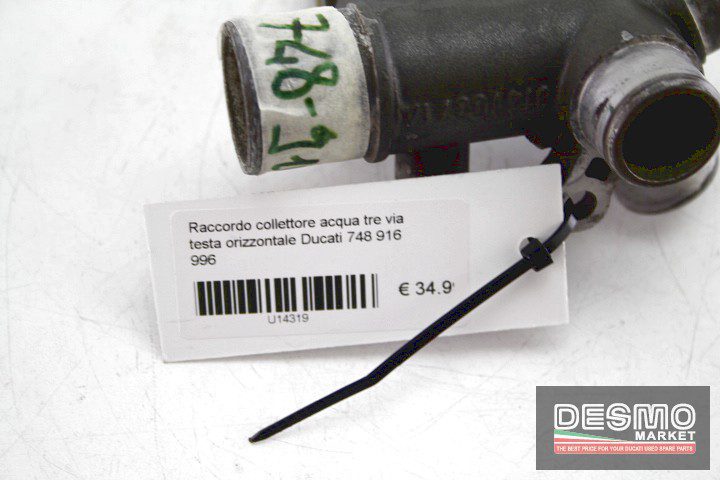 748-9
Raccordo collettore acqua tre via
testa orizzontale Ducati 748 916
996
€ 34.9
U14319
DESMO
MARKET
THE BEST PRICE FOR YOUR DUCATI USED SPARE PARTS